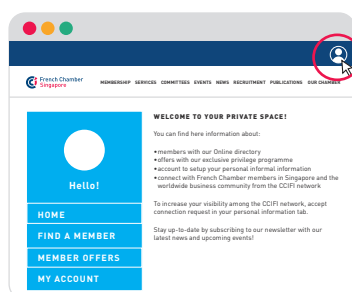 French Chamber
Singapore
MEMBERSHIP SERVICES COMMITTEES EVENTS NEWS RECRUITMENT PUBLICATIONS OUR CHAMBER
Hello!
HOME
FIND A MEMBER
MEMBER OFFERS
MY ACCOUNT
WELCOME TO YOUR PRIVATE SPACE!
You can find here information about:
•members with our Online directory
•offers with our exclusive privilege programme
•account to setup your personal informal information
•connect with French Chamber members in Singapore and the
worldwide business community from the CCIFI network
To increase your visibility among the CCIFI network, accept
connection request in your personal information tab.
Stay up-to-date by subscribing to our newsletter with our
latest news and upcoming events!